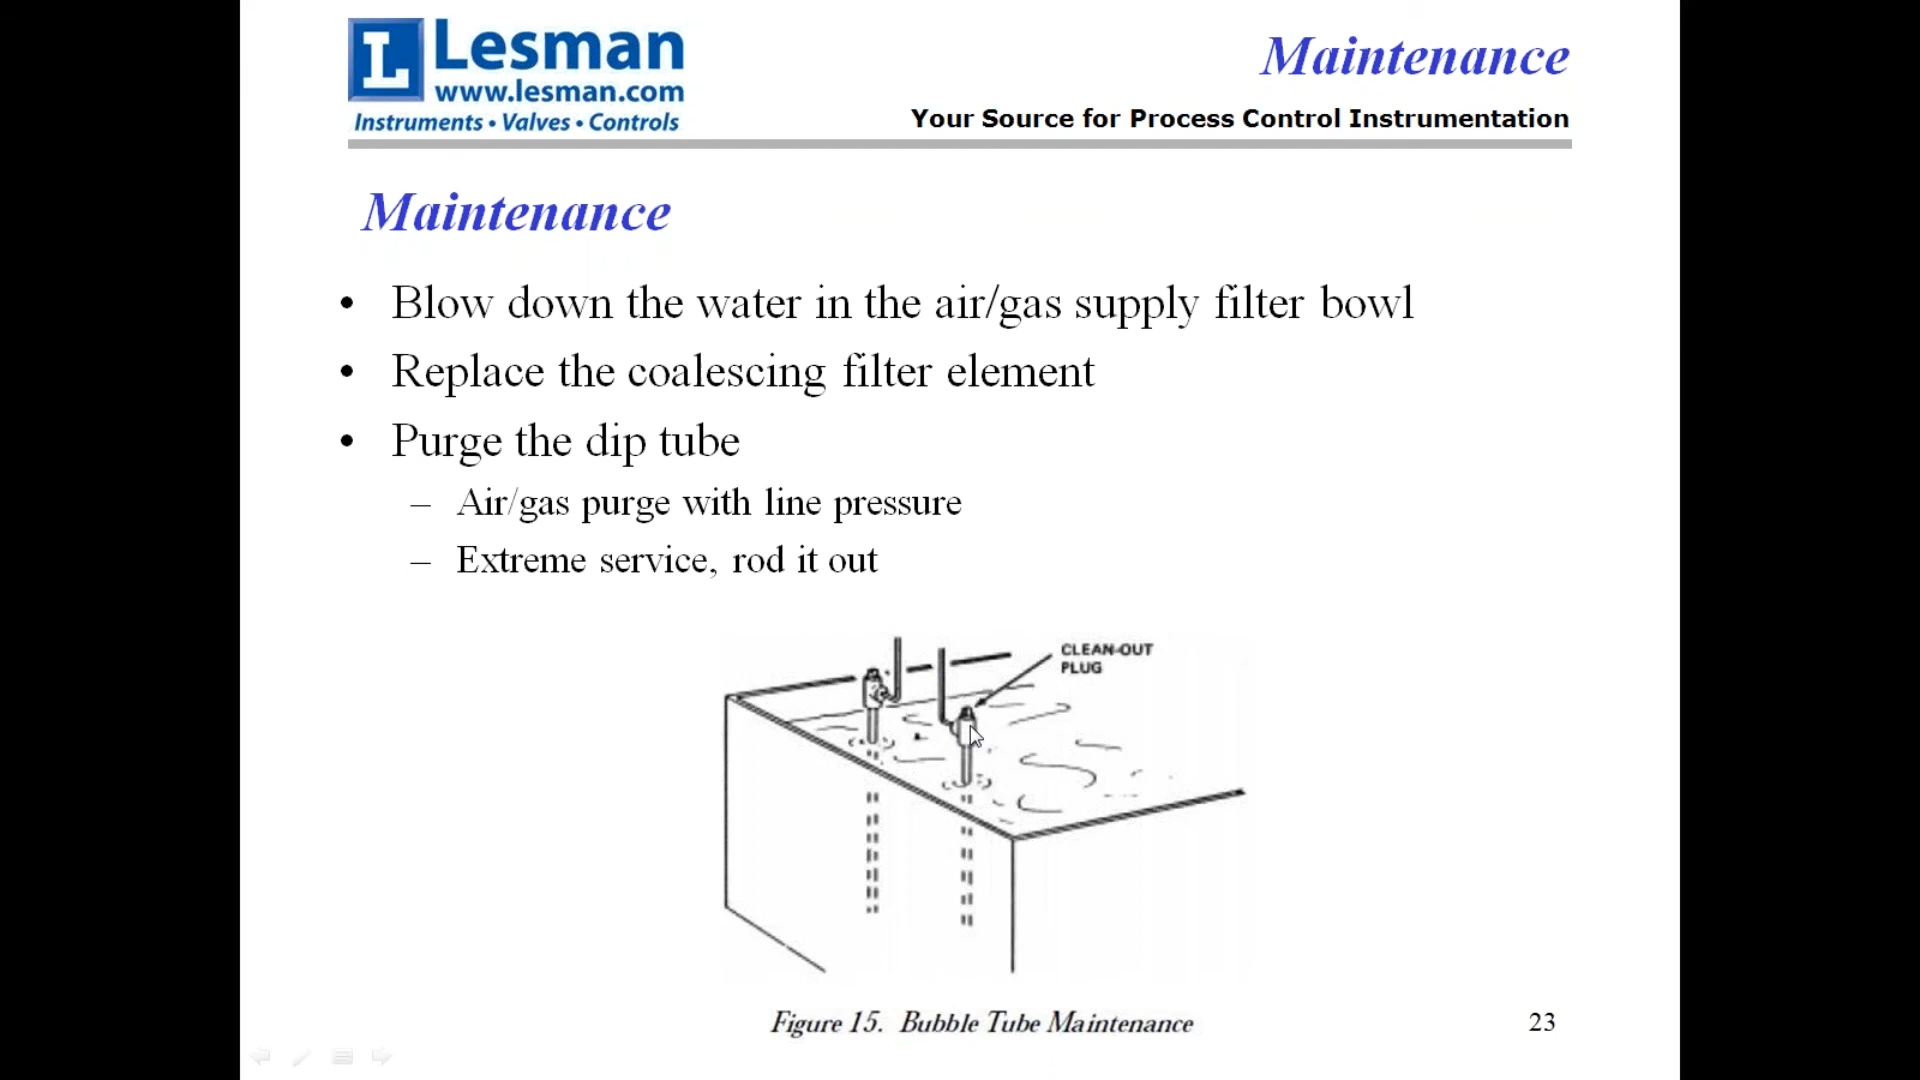 Lesman
www.lesman.com
Instruments • Valves • Controls
Maintenance
Your Source for Process Control Instrumentation
Maintenance
• Blow down the water in the air/gas supply filter bowl
• Replace the coalescing filter element
• Purge the dip tube
– Air/gas purge with line pressure
– Extreme service, rod it out
CLEAN-OUT
PLUG
Figure 15. Bubble Tube Maintenance
23